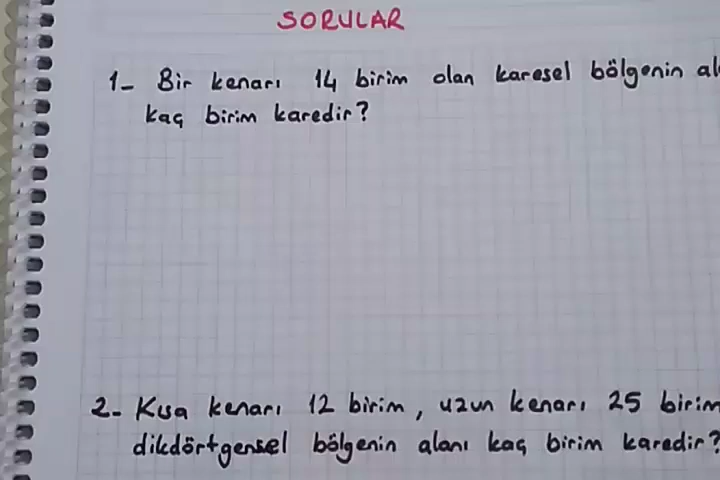 SORULAR
1- Bir kenarı 14 birim olan karesel bölgenin
kaç birim karedir?
2- Kısa kenarı 12 birim, uzun kenarı 25 birim
dikdörtgensel bölgenin alanı kaç birim karedir?